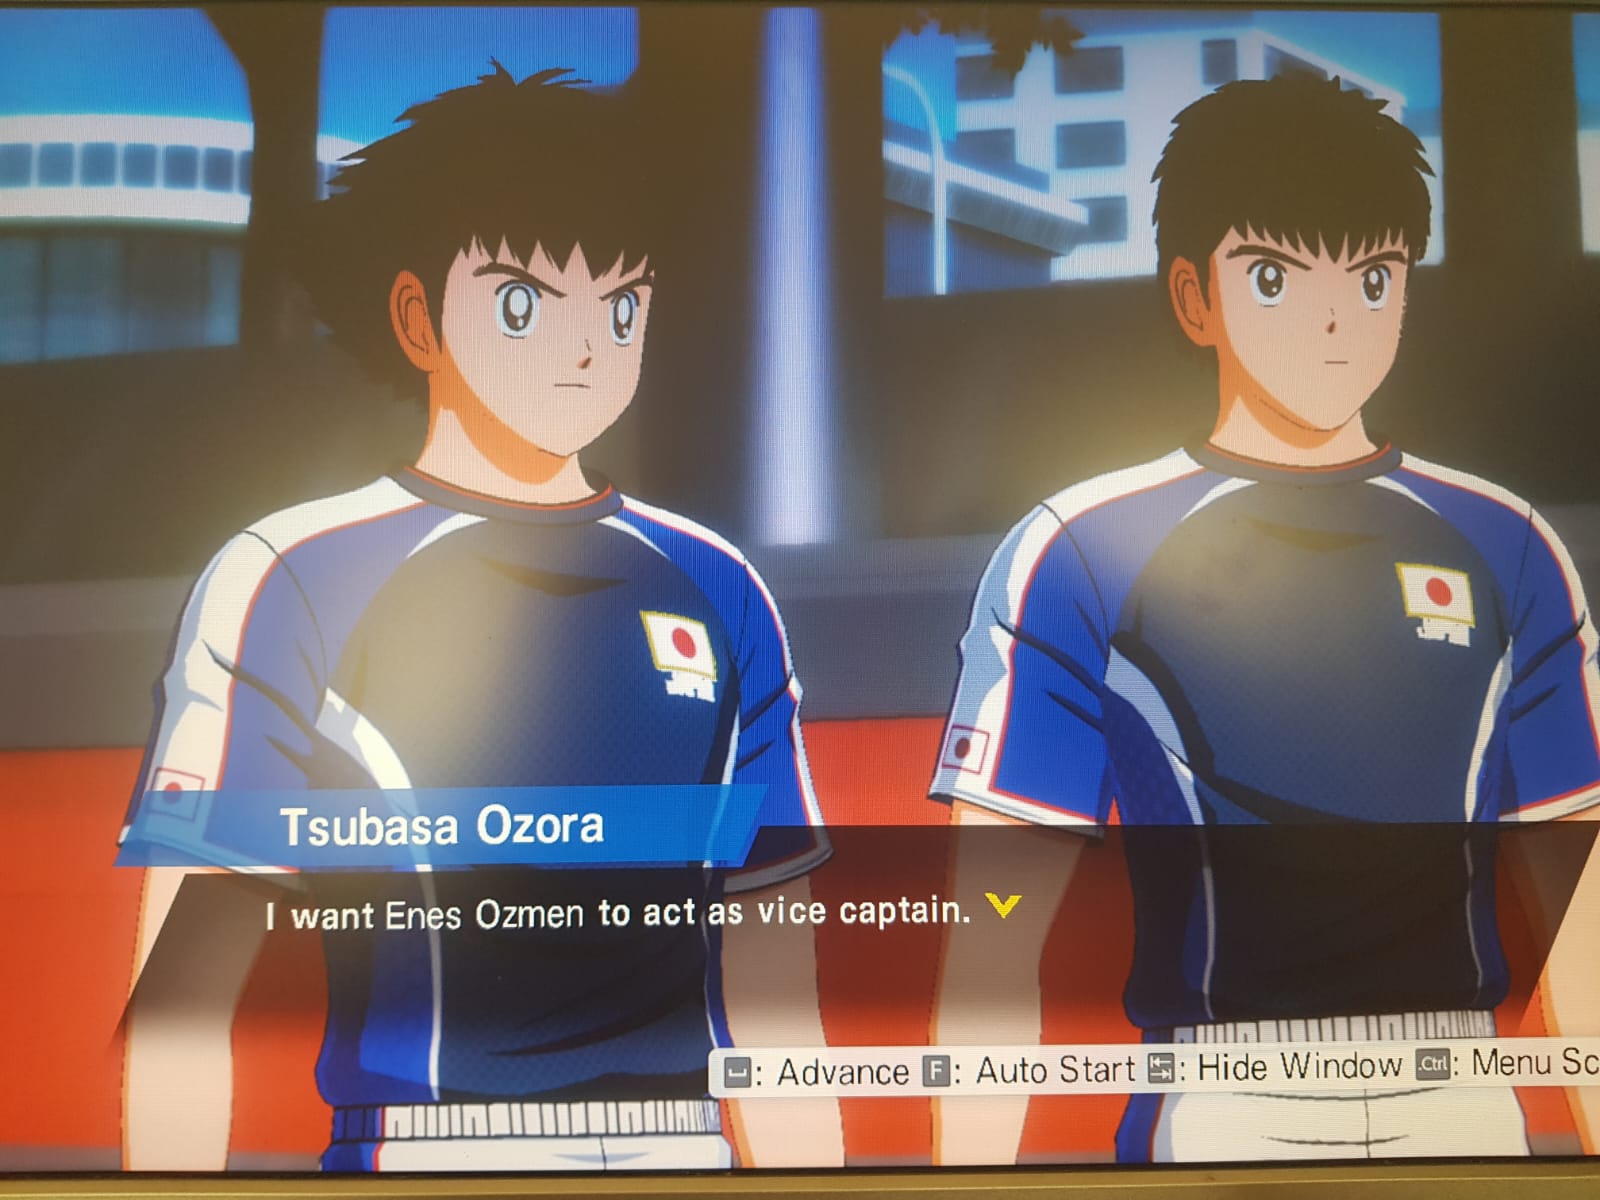 Tsubasa Ozora
I want Enes Ozmen to act as vice captain.
: Advance F: Auto Start : Hide Window Ctrl: Menu Sc